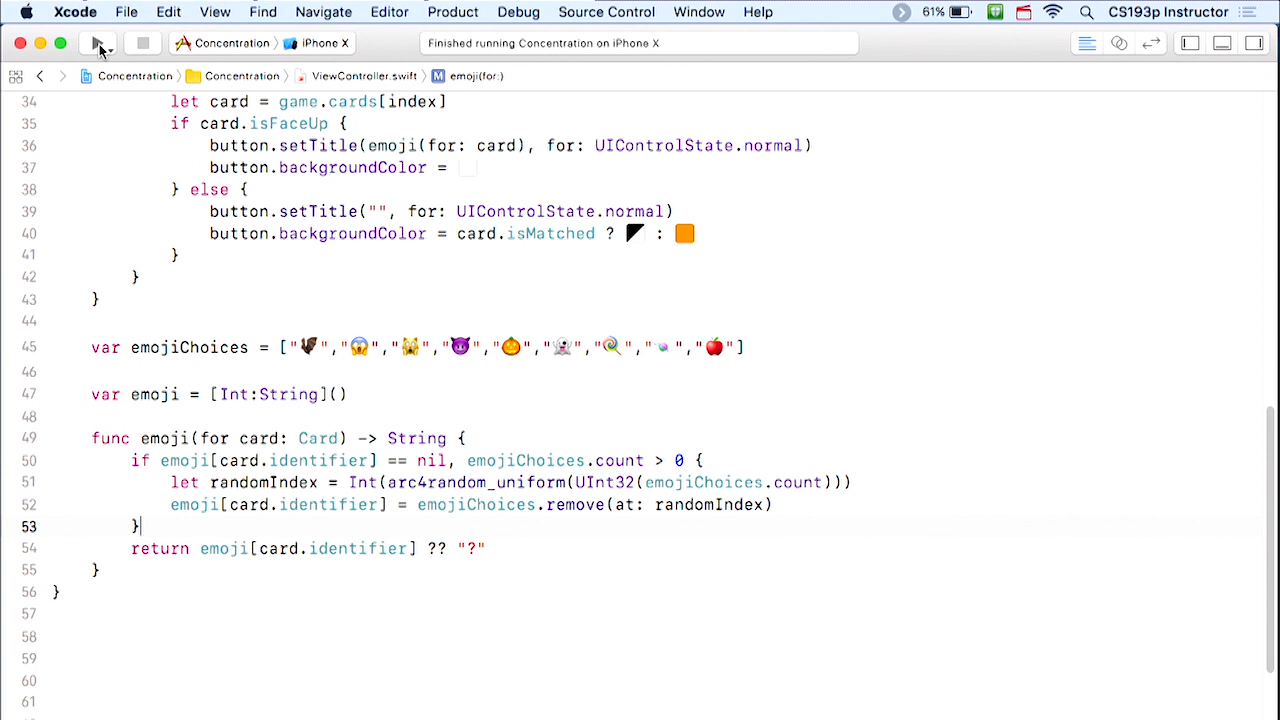 Xcode File Edit View Find Navigate Editor Product Debug Source Control Window Help 61% CS193p Instructor
Concentration iPhone X Finished running Concentration on iPhone X
Concentration Concentration ViewController.swift M emoji(for:)
34 let card = game.cards[index]
35 if card.isFaceUp {
36 button.setTitle(emoji(for: card), for: UIControlState.normal)
37 button.backgroundColor =
38 } else {
39 button.setTitle("", for: UIControlState.normal)
40 button.backgroundColor = card.isMatched ? :
41 }
42 }
43 }
44
45 var emojiChoices = ["🦇","😱","🙀","😈","🎃","👻","🍭","🍬","🍎"]
46
47 var emoji = [Int:String]()
48
49 func emoji(for card: Card) -> String {
50 if emoji[card.identifier] == nil, emojiChoices.count > 0 {
51 let randomIndex = Int(arc4random_uniform(UInt32(emojiChoices.count)))
52 emoji[card.identifier] = emojiChoices.remove(at: randomIndex)
53 }
54 return emoji[card.identifier] ?? "?"
55 }
56 }
57
58
59
60
61